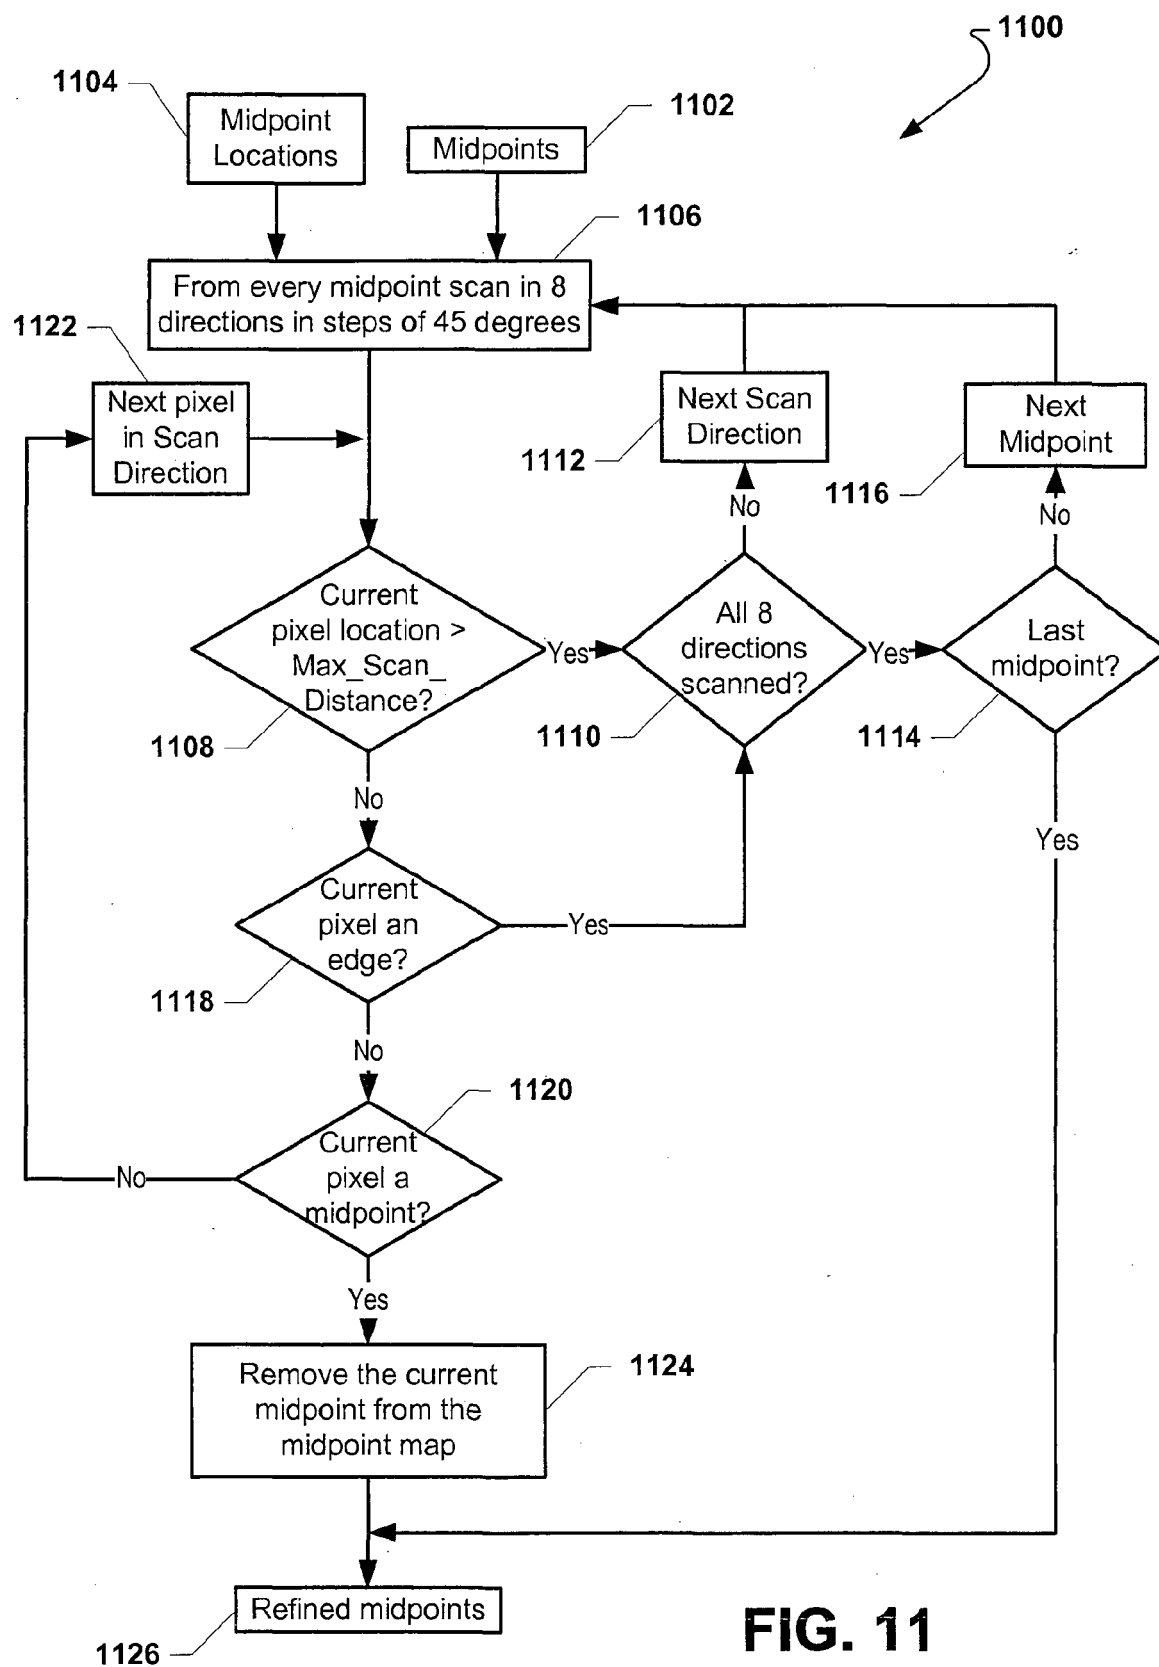 1100
1104
1102
Midpoint
Locations
Midpoints
1106
From every midpoint scan in 8
directions in steps of 45 degrees
1122
Next pixel
in Scan
Direction
Next Scan
Direction
1112
Next
Midpoint
1116
No
No
Current
pixel location >
Max_Scan_
Distance?
Yes
All 8
directions
scanned?
Yes
Last
midpoint?
1108
1110
1114
No
Yes
Current
pixel an
edge?
Yes
1118
No
1120
Current
pixel a
midpoint?
No
Yes
Remove the current
midpoint from the
midpoint map
1124
Refined midpoints
1126
FIG. 11